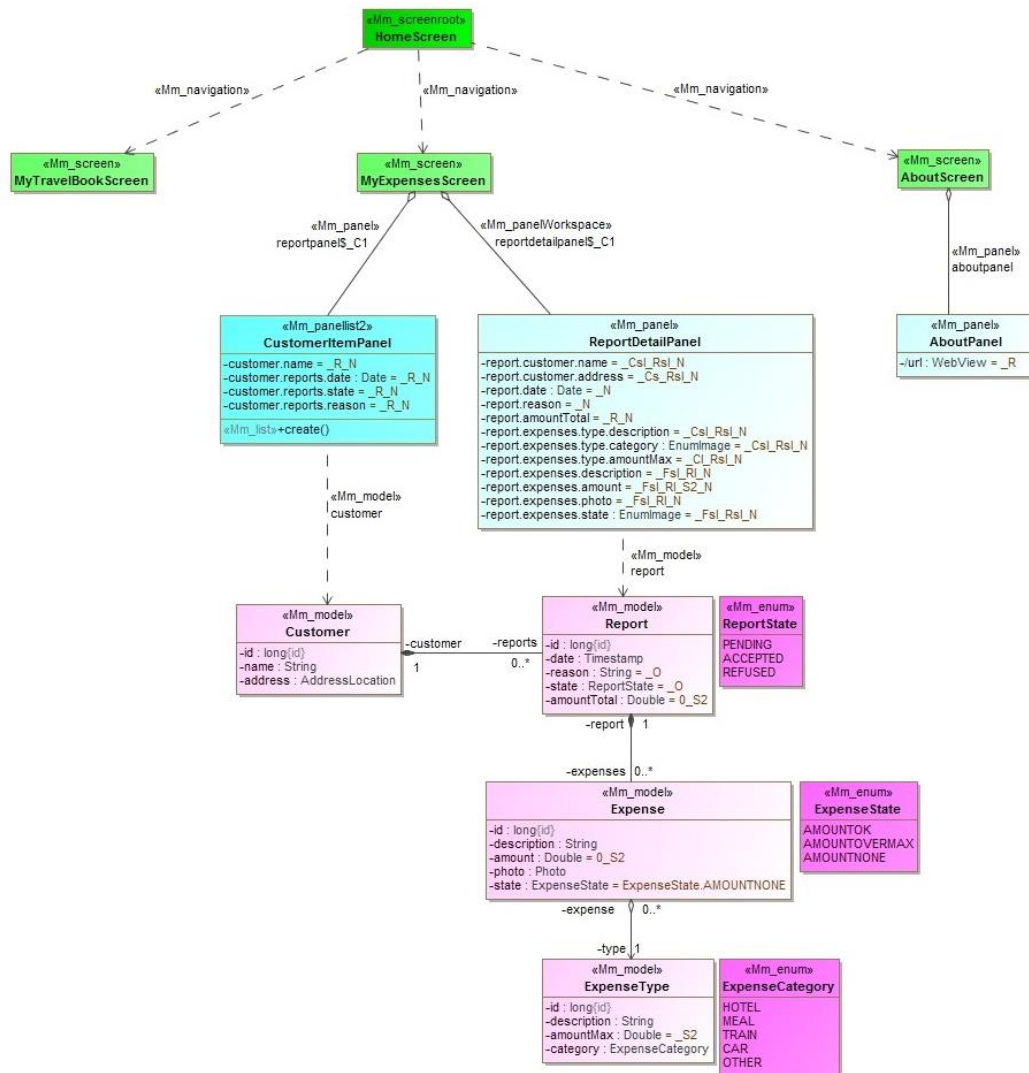 «Mm_screenroot»
HomeScreen
«Mm_navigation»
«Mm_navigation»
«Mm_navigation»
«Mm_screen»
MyTravelBookScreen
«Mm_screen»
MyExpensesScreen
«Mm_screen»
AboutScreen
«Mm_panel»
reportpanel$_C1
«Mm_panelWorkspace»
reportdetailpanel$_C1
«Mm_panel»
aboutpanel
«Mm_panellist2»
CustomerItemPanel
-customer.name = _R_N
-customer.reports.date : Date = _R_N
-customer.reports.state = _R_N
-customer.reports.reason = _R_N
«Mm_list»+create()
«Mm_panel»
ReportDetailPanel
-report.customer.name = _Csl_Rsl_N
-report.customer.address = _Cs_Rsl_N
-report.date : Date = _N
-report.reason = _N
-report.amountTotal = _R_N
-report.expenses.type.description = _Csl_Rsl_N
-report.expenses.type.category : EnumImage = _Csl_Rsl_N
-report.expenses.type.amountMax = _Cl_Rsl_N
-report.expenses.description = _Fsl_Rl_N
-report.expenses.amount = _Fsl_Rl_S2_N
-report.expenses.photo = _Fsl_Rl_N
-report.expenses.state : EnumImage = _Fsl_Rsl_N
«Mm_panel»
AboutPanel
-/url : WebView = _R
«Mm_model»
customer
«Mm_model»
report
«Mm_model»
Customer
-id : long{id}
-name : String
-address : AddressLocation
-customer
1
-reports
0..*
«Mm_model»
Report
-id : long{id}
-date : Timestamp
-reason : String = _O
-state : ReportState = _O
-amountTotal : Double = 0_S2
«Mm_enum»
ReportState
PENDING
ACCEPTED
REFUSED
-report 1
-expenses 0..*
«Mm_model»
Expense
-id : long{id}
-description : String
-amount : Double = 0_S2
-photo : Photo
-state : ExpenseState = ExpenseState.AMOUNTNONE
«Mm_enum»
ExpenseState
AMOUNTOK
AMOUNTOVERMAX
AMOUNTNONE
-expense 0..*
-type 1
«Mm_model»
ExpenseType
-id : long{id}
-description : String
-amountMax : Double = _S2
-category : ExpenseCategory
«Mm_enum»
ExpenseCategory
HOTEL
MEAL
TRAIN
CAR
OTHER